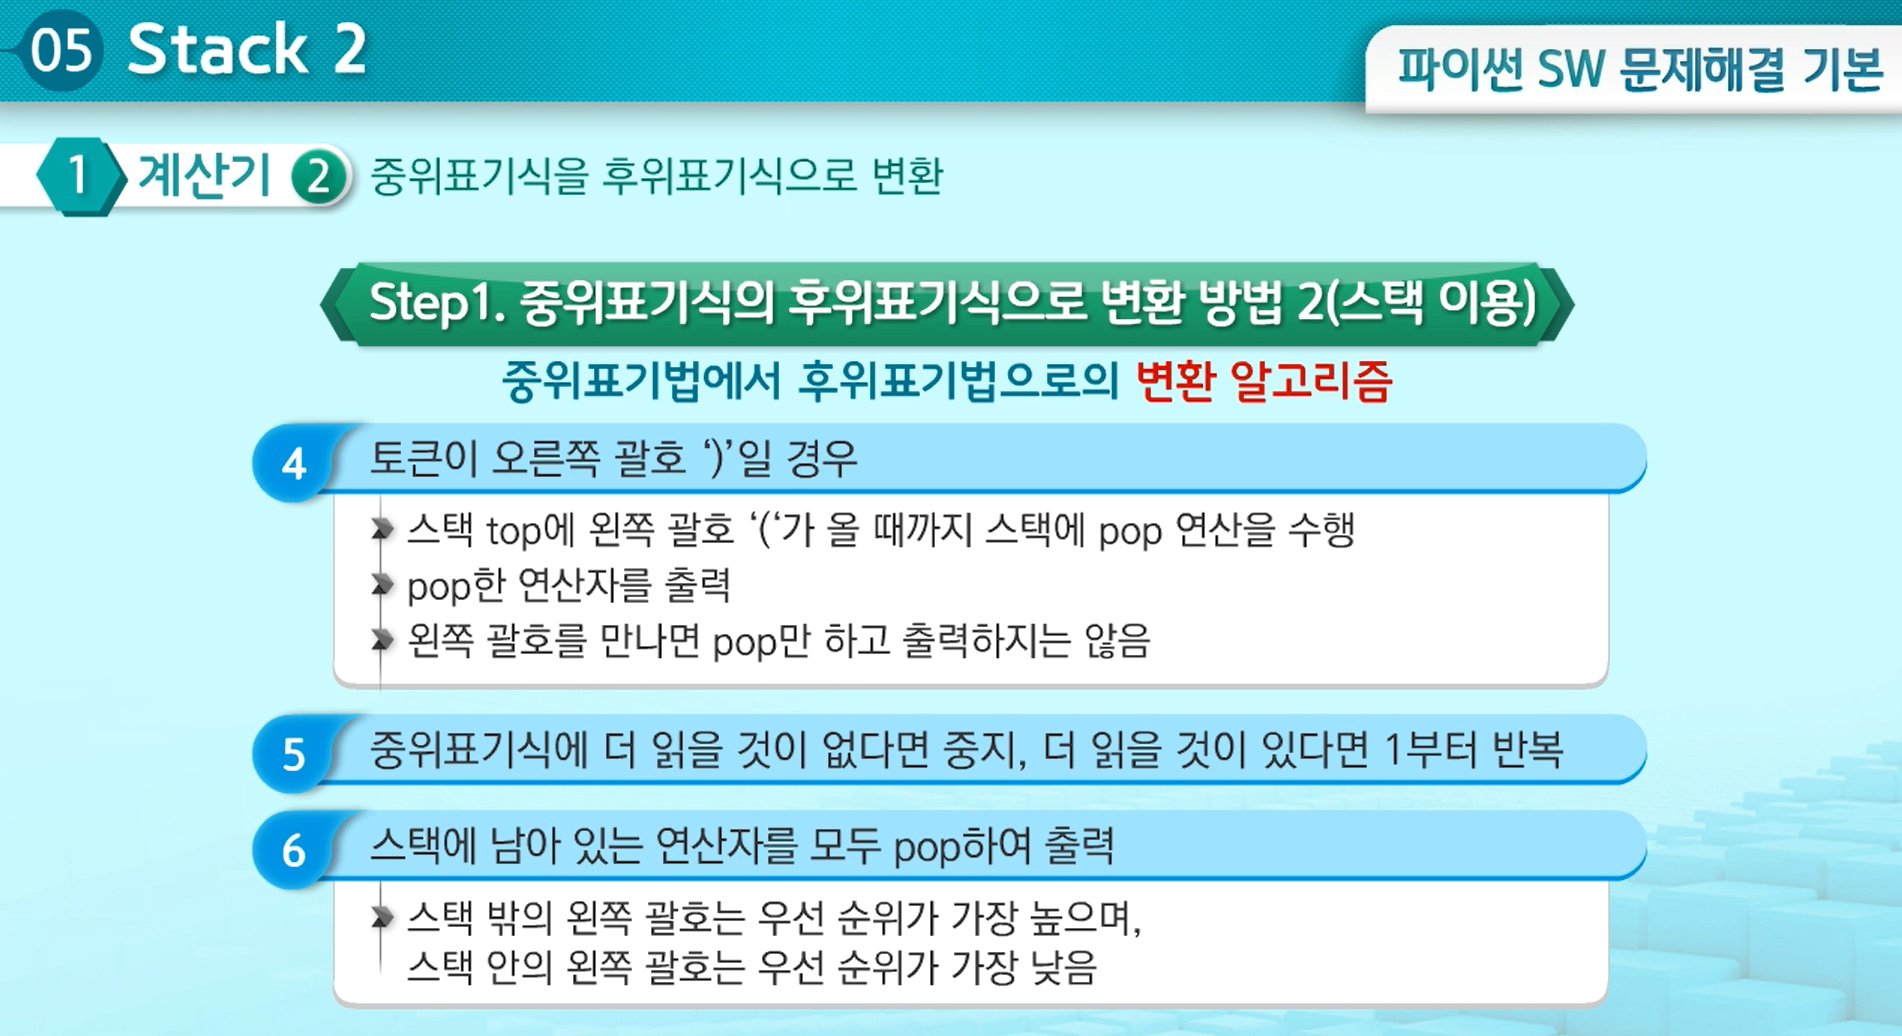 05 Stack 2
파이썬 SW 문제해결 기본
1 계산기 2 중위표기식을 후위표기식으로 변환
Step1. 중위표기식의 후위표기식으로 변환 방법 2(스택 이용)
중위표기법에서 후위표기법으로의 변환 알고리즘
4 토큰이 오른쪽 괄호 ‘)’일 경우
스택 top에 왼쪽 괄호 ‘(‘가 올 때까지 스택에 pop 연산을 수행
pop한 연산자를 출력
왼쪽 괄호를 만나면 pop만 하고 출력하지는 않음
5 중위표기식에 더 읽을 것이 없다면 중지, 더 읽을 것이 있다면 1부터 반복
6 스택에 남아 있는 연산자를 모두 pop하여 출력
스택 밖의 왼쪽 괄호는 우선 순위가 가장 높으며,
스택 안의 왼쪽 괄호는 우선 순위가 가장 낮음